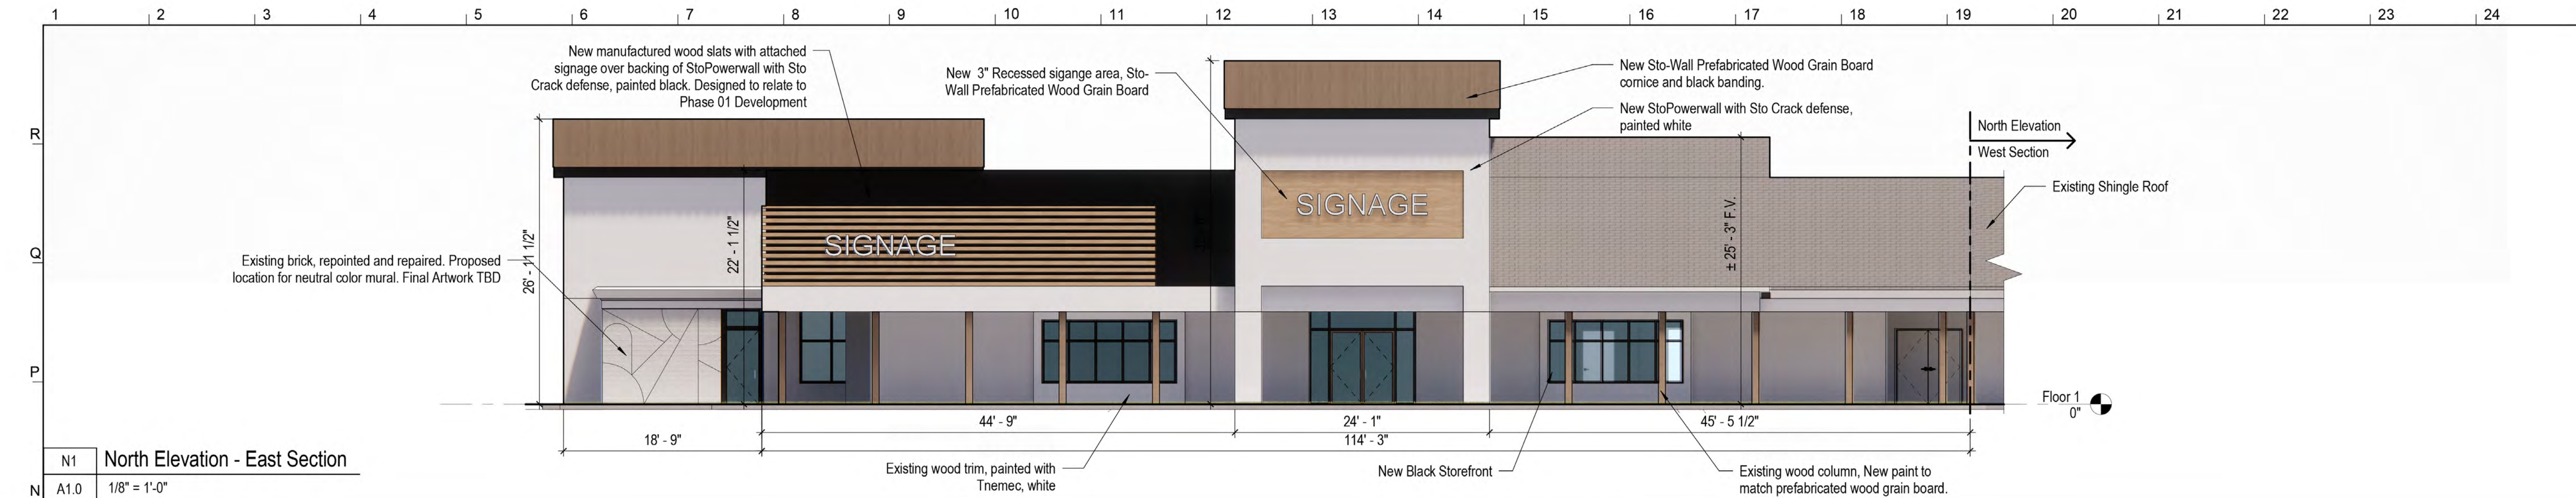 1 2 3 4 5 6 7 8 9 10 11 12 13 14 15 16 17 18 19 20 21 22 23 24
New manufactured wood slats with attached
signage over backing of StoPowerwall with Sto
Crack defense, painted black. Designed to relate to
Phase 01 Development
New 3" Recessed sigange area, Sto-
Wall Prefabricated Wood Grain Board
New Sto-Wall Prefabricated Wood Grain Board
cornice and black banding.
New StoPowerwall with Sto Crack defense,
painted white
North Elevation
West Section
Existing Shingle Roof
R
Q
P
N
Existing brick, repointed and repaired. Proposed
location for neutral color mural. Final Artwork TBD
26' - 11 1/2"
22' - 1 1/2"
SIGNAGE
SIGNAGE
± 25' - 3" F.V.
Floor 1
0"
18' - 9"
44' - 9"
24' - 1"
45' - 5 1/2"
114' - 3"
Existing wood trim, painted with
Tnemec, white
New Black Storefront
Existing wood column, New paint to
match prefabricated wood grain board.
N1 North Elevation - East Section
A1.0 1/8" = 1'-0"